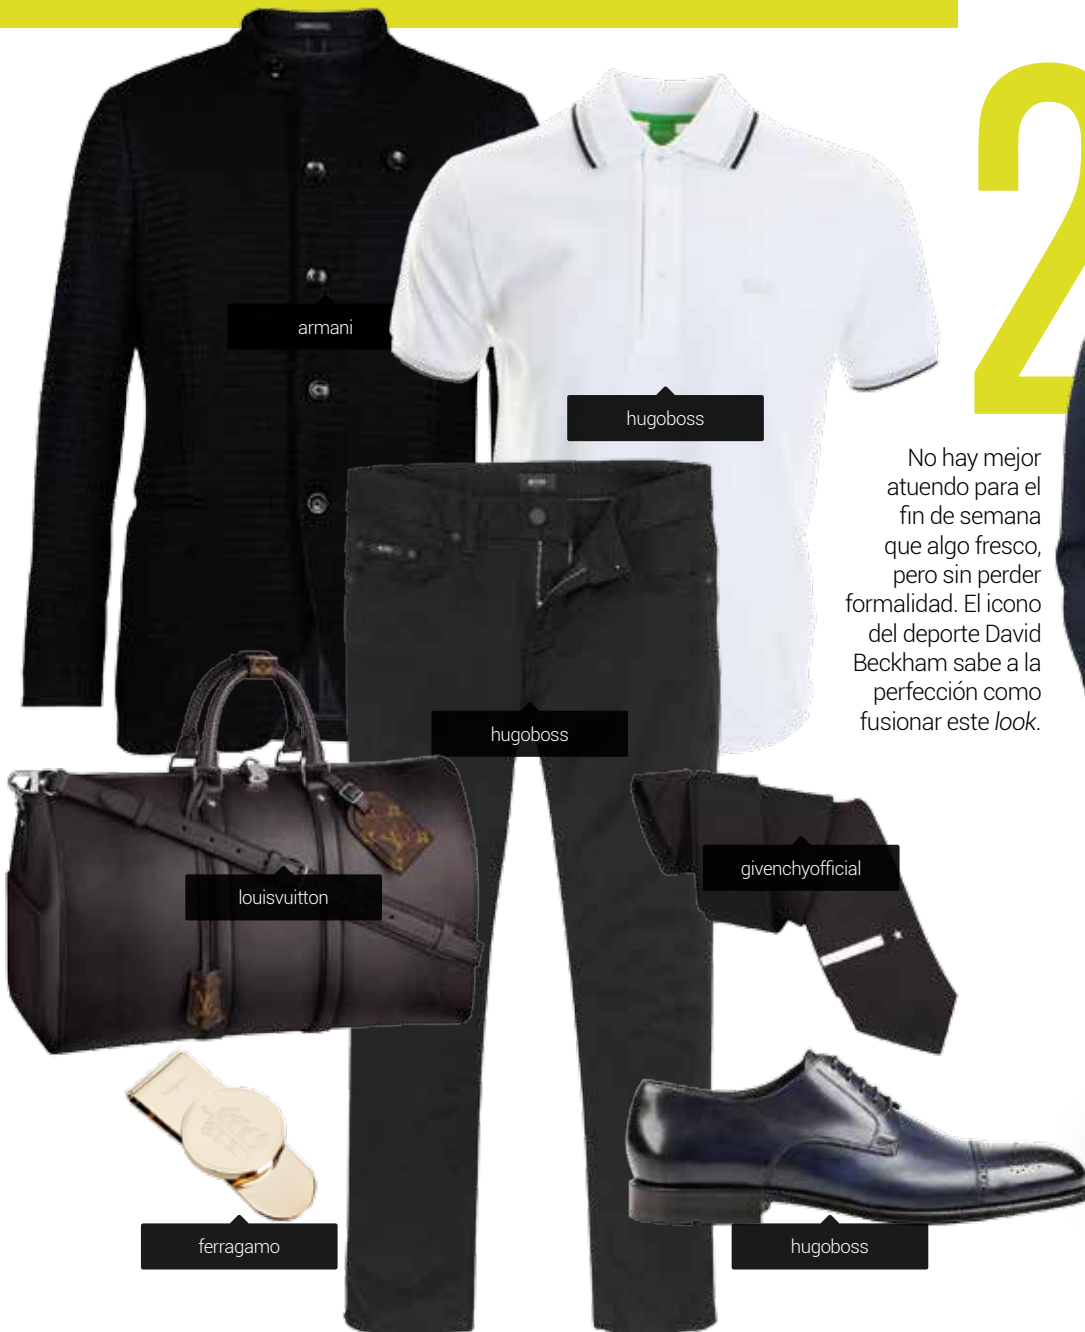 2
armani
hugoboss
No hay mejor
atuendo para el
fin de semana
que algo fresco,
pero sin perder
formalidad. El icono
del deporte David
Beckham sabe a la
perfección como
fusionar este look.
hugoboss
louisvuitton
givenchyofficial
ferragamo
hugoboss